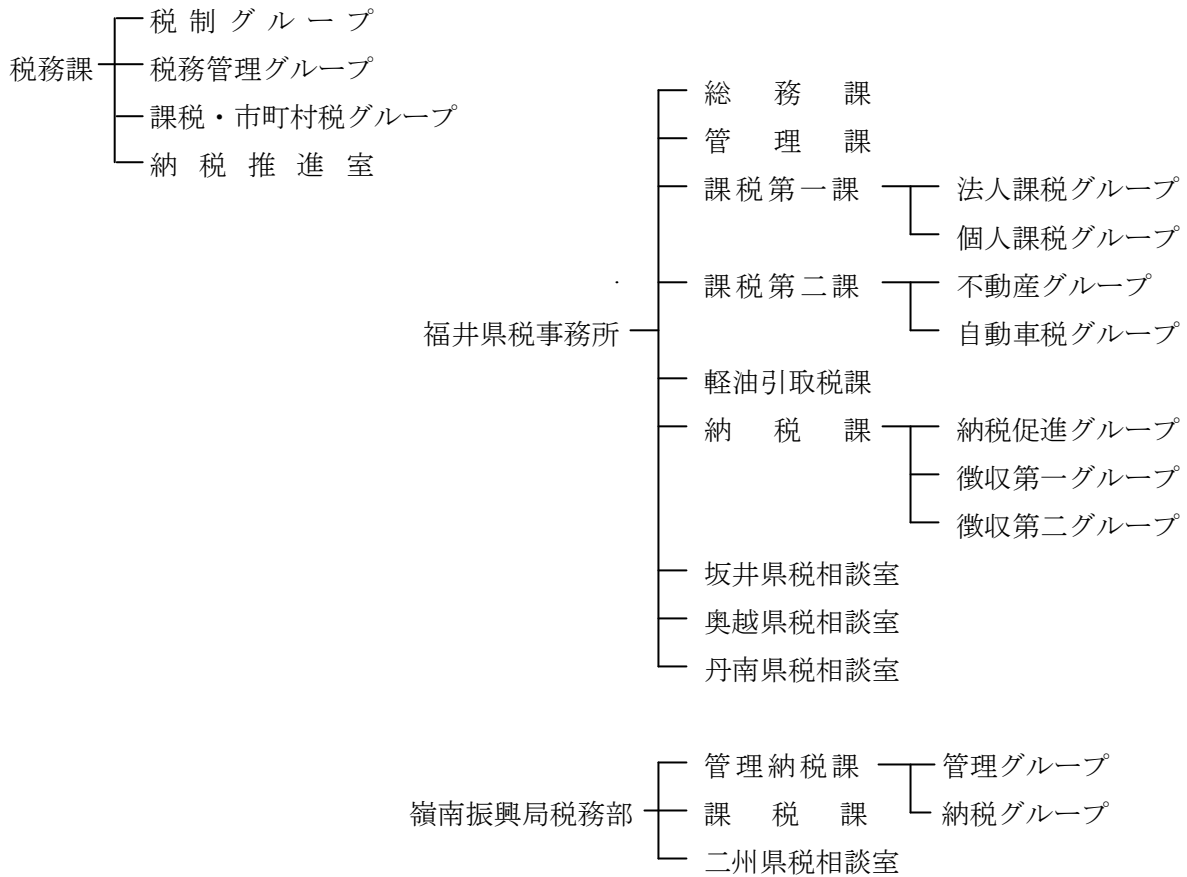 税制グループ
税務課
税務管理グループ
課税・市町村税グループ
納税推進室
総務課
管理課
課税第一課 法人課税グループ
個人課税グループ
課税第二課 不動産グループ
福井県税事務所 自動車税グループ
軽油引取税課
納税課 納税促進グループ
徴収第一グループ
徴収第二グループ
坂井県税相談室
奥越県税相談室
丹南県税相談室
管理納税課 管理グループ
嶺南振興局税務部 課税課 納税グループ
二州県税相談室